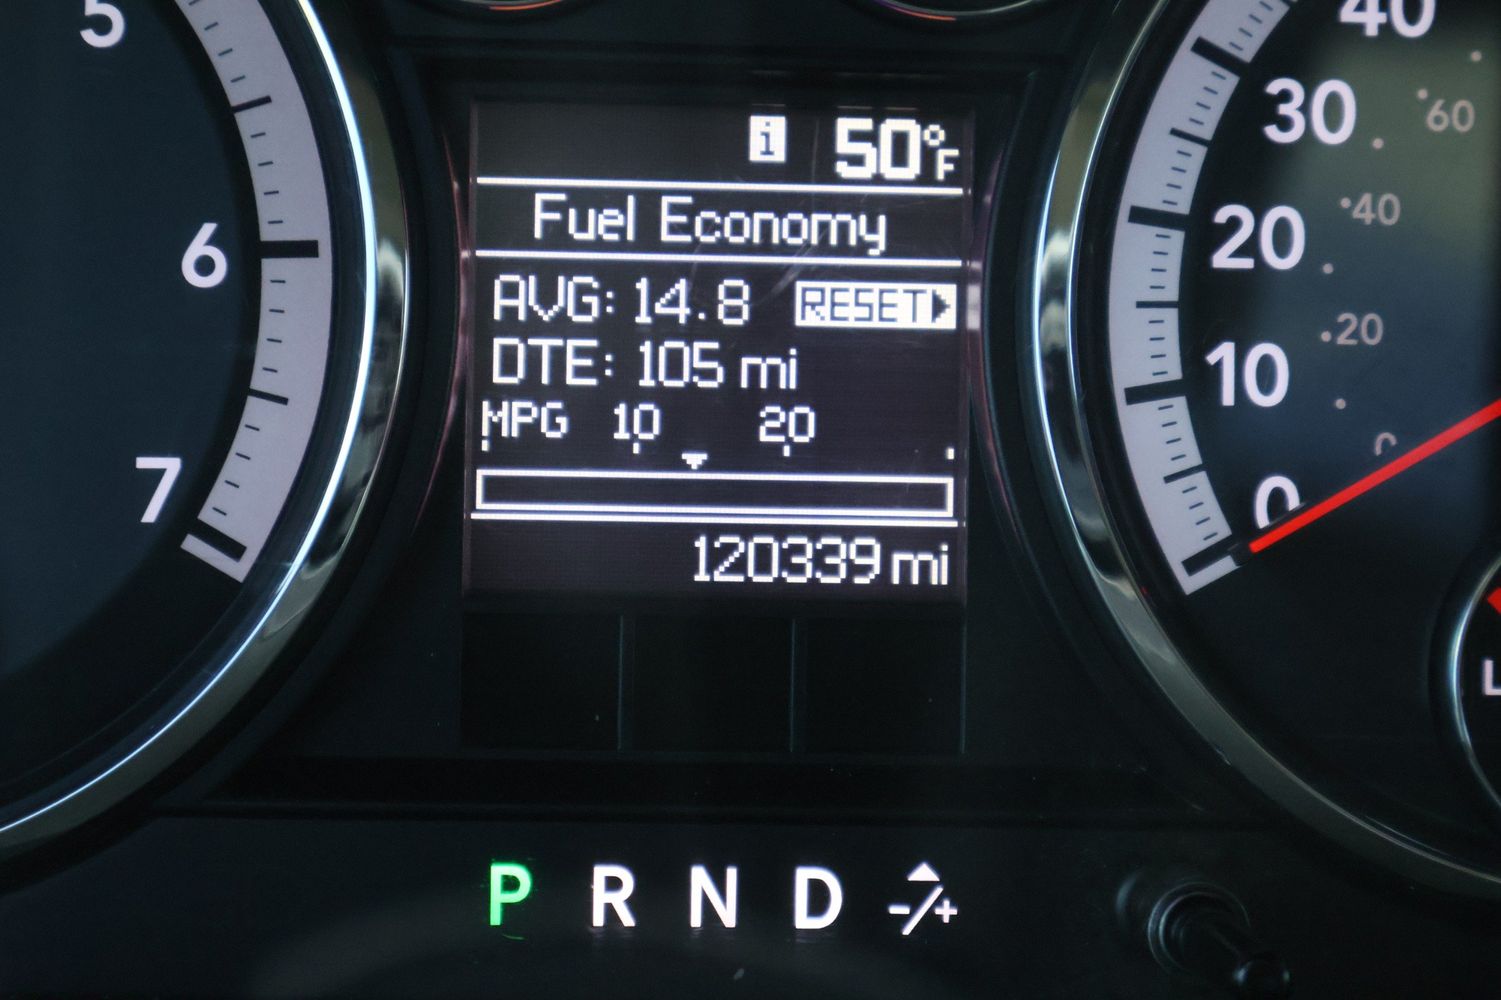 5
6
7
i 50°F
Fuel Economy
AVG: 14.8 RESET
DTE: 105 mi
MPG 10 20
120339 mi
P R N D -/+
40
30 60
20 40
20
10
0
0
L